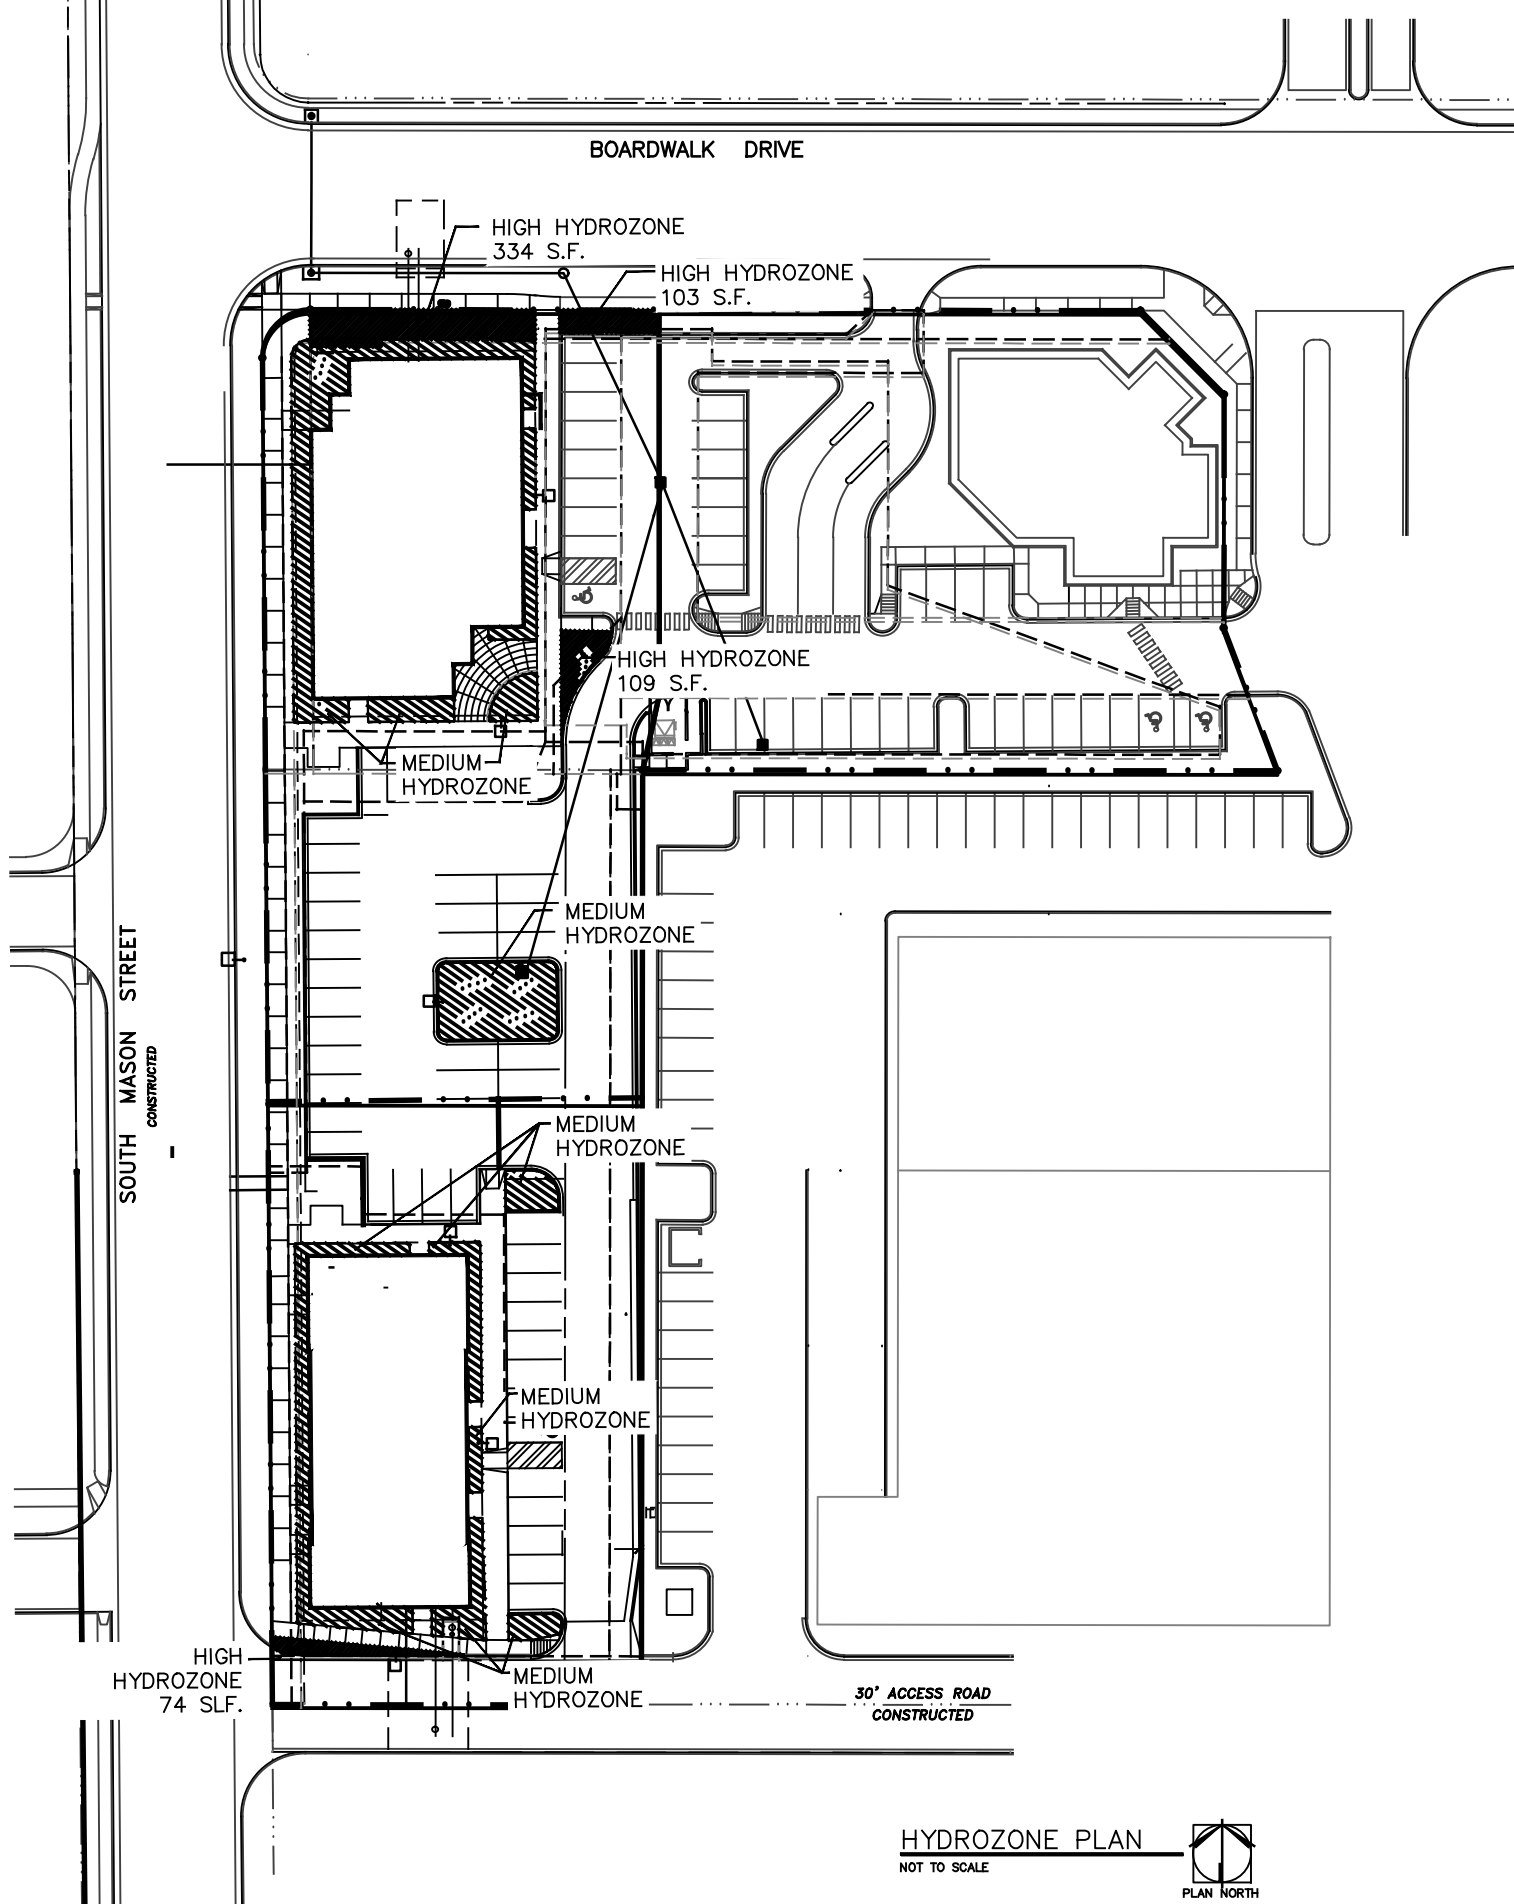 BOARDWALK DRIVE
HIGH HYDROZONE
334 S.F.
HIGH HYDROZONE
103 S.F.
HIGH HYDROZONE
109 S.F.
MEDIUM
HYDROZONE
MEDIUM
HYDROZONE
SOUTH MASON STREET
CONSTRUCTED
MEDIUM
HYDROZONE
MEDIUM
HYDROZONE
HIGH
HYDROZONE
74 SLF.
MEDIUM
HYDROZONE
30' ACCESS ROAD
CONSTRUCTED
HYDROZONE PLAN
NOT TO SCALE
PLAN NORTH